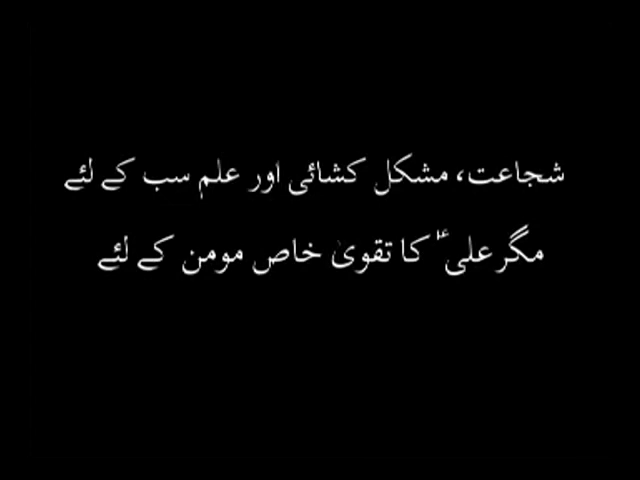 شجاعت، مشکل کشائی اور علم سب کے لئے
مگر علیؑ کا تقویٰ خاص مومن کے لئے